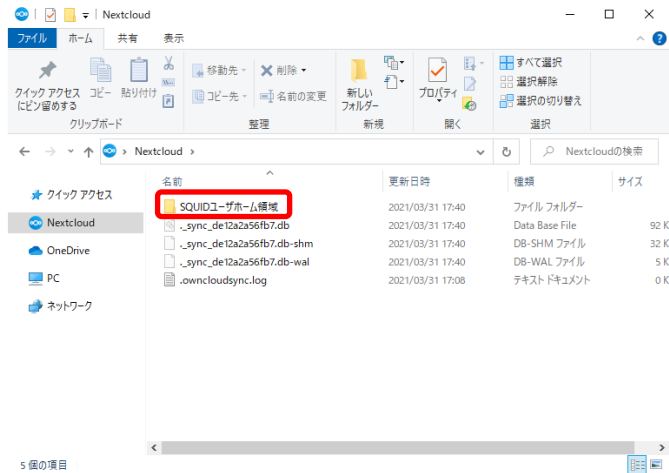 Nextcloud
ファイル ホーム 共有 表示
クイック アクセス
にピン留めする
コピー
貼り付け
移動先
コピー先
削除
名前の変更
新しい
フォルダー
プロパティ
すべて選択
選択解除
選択の切り替え
クリップボード 整理 新規 開く 選択
Nextcloud
Nextcloudの検索
名前 更新日時 種類 サイズ
クイック アクセス
Nextcloud
OneDrive
PC
ネットワーク
SQUIDユーザホーム領域 2021/03/31 17:40 ファイル フォルダー
._sync_de12a2a56fb7.db 2021/03/31 17:40 Data Base File 92 K
._sync_de12a2a56fb7.db-shm 2021/03/31 17:40 DB-SHM ファイル 32 K
._sync_de12a2a56fb7.db-wal 2021/03/31 17:40 DB-WAL ファイル 5 K
.owncloudsync.log 2021/03/31 17:08 テキスト ドキュメント 0 K
5 個の項目